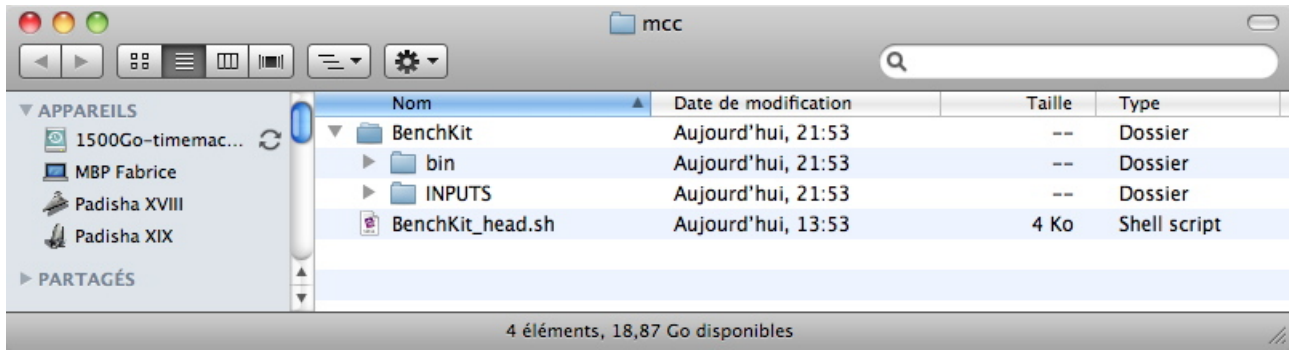 mcc
APPAREILS
1500Go-timemac...
MBP Fabrice
Padisha XVIII
Padisha XIX
PARTAGÉS
Nom Date de modification Taille Type
BenchKit Aujourd'hui, 21:53 -- Dossier
bin Aujourd'hui, 21:53 -- Dossier
INPUTS Aujourd'hui, 21:53 -- Dossier
BenchKit_head.sh Aujourd'hui, 13:53 4 Ko Shell script
4 éléments, 18,87 Go disponibles